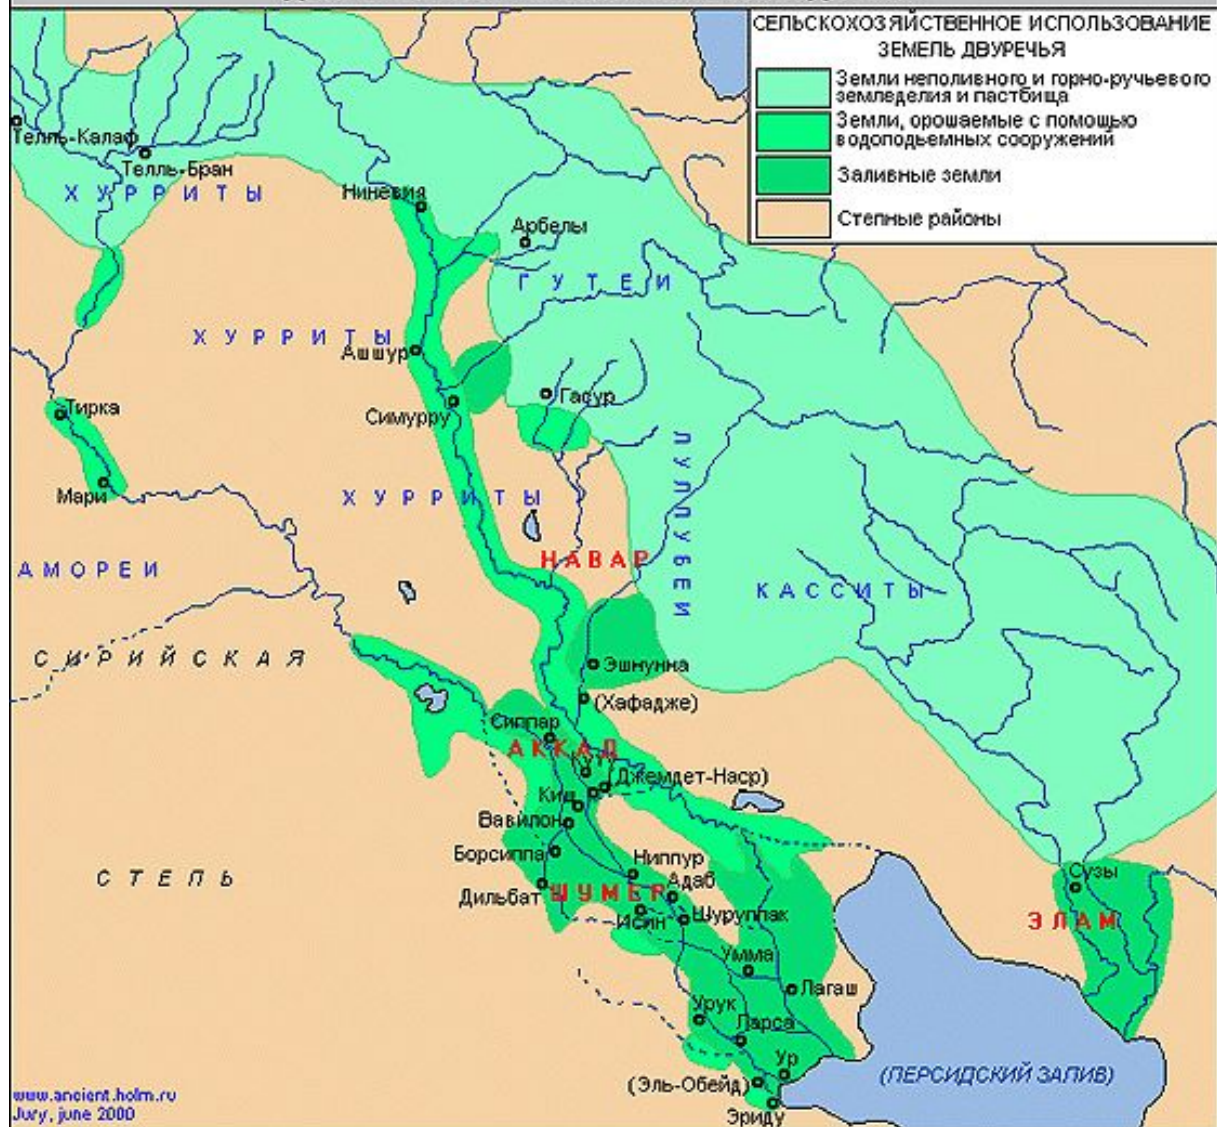 СЕЛЬСКОХОЗЯЙСТВЕННОЕ ИСПОЛЬЗОВАНИЕ
ЗЕМЕЛЬ ДВУРЕЧЬЯ
Земли неполивного и горно-ручьевого
земледелия и пастбища
Земли, орошаемые с помощью
водоподьемных сооружений
Заливные земли
Степные районы
Телль-Калаф
Телль-Бран
ХУРРИТЫ
Ниневия
Арбелы
ГУТЕИ
ХУРРИТЫ
Ашшур
Гасур
Тирка
Симурру
ЛУЛЛУБЕИ
Мари
ХУРРИТЫ
НАВАР
АМОРЕИ
КАССИТЫ
СИРИЙСКАЯ
Эшнунна
(Хафадже)
Сиппар
АККАД
(Джемдет-Наср)
Киш
Вавилон
Борсиппа
Ниппур
СТЕПЬ
Сузы
Адаб
Дильбат
ШУМЕР
Исин
Шуруппак
ЭЛАМ
Умма
Лагаш
Урук
Ларса
Ур
(ПЕРСИДСКИЙ ЗАЛИВ)
(Эль-Обейд)
Эриду
www.ancient.holm.ru
Jury, june 2000